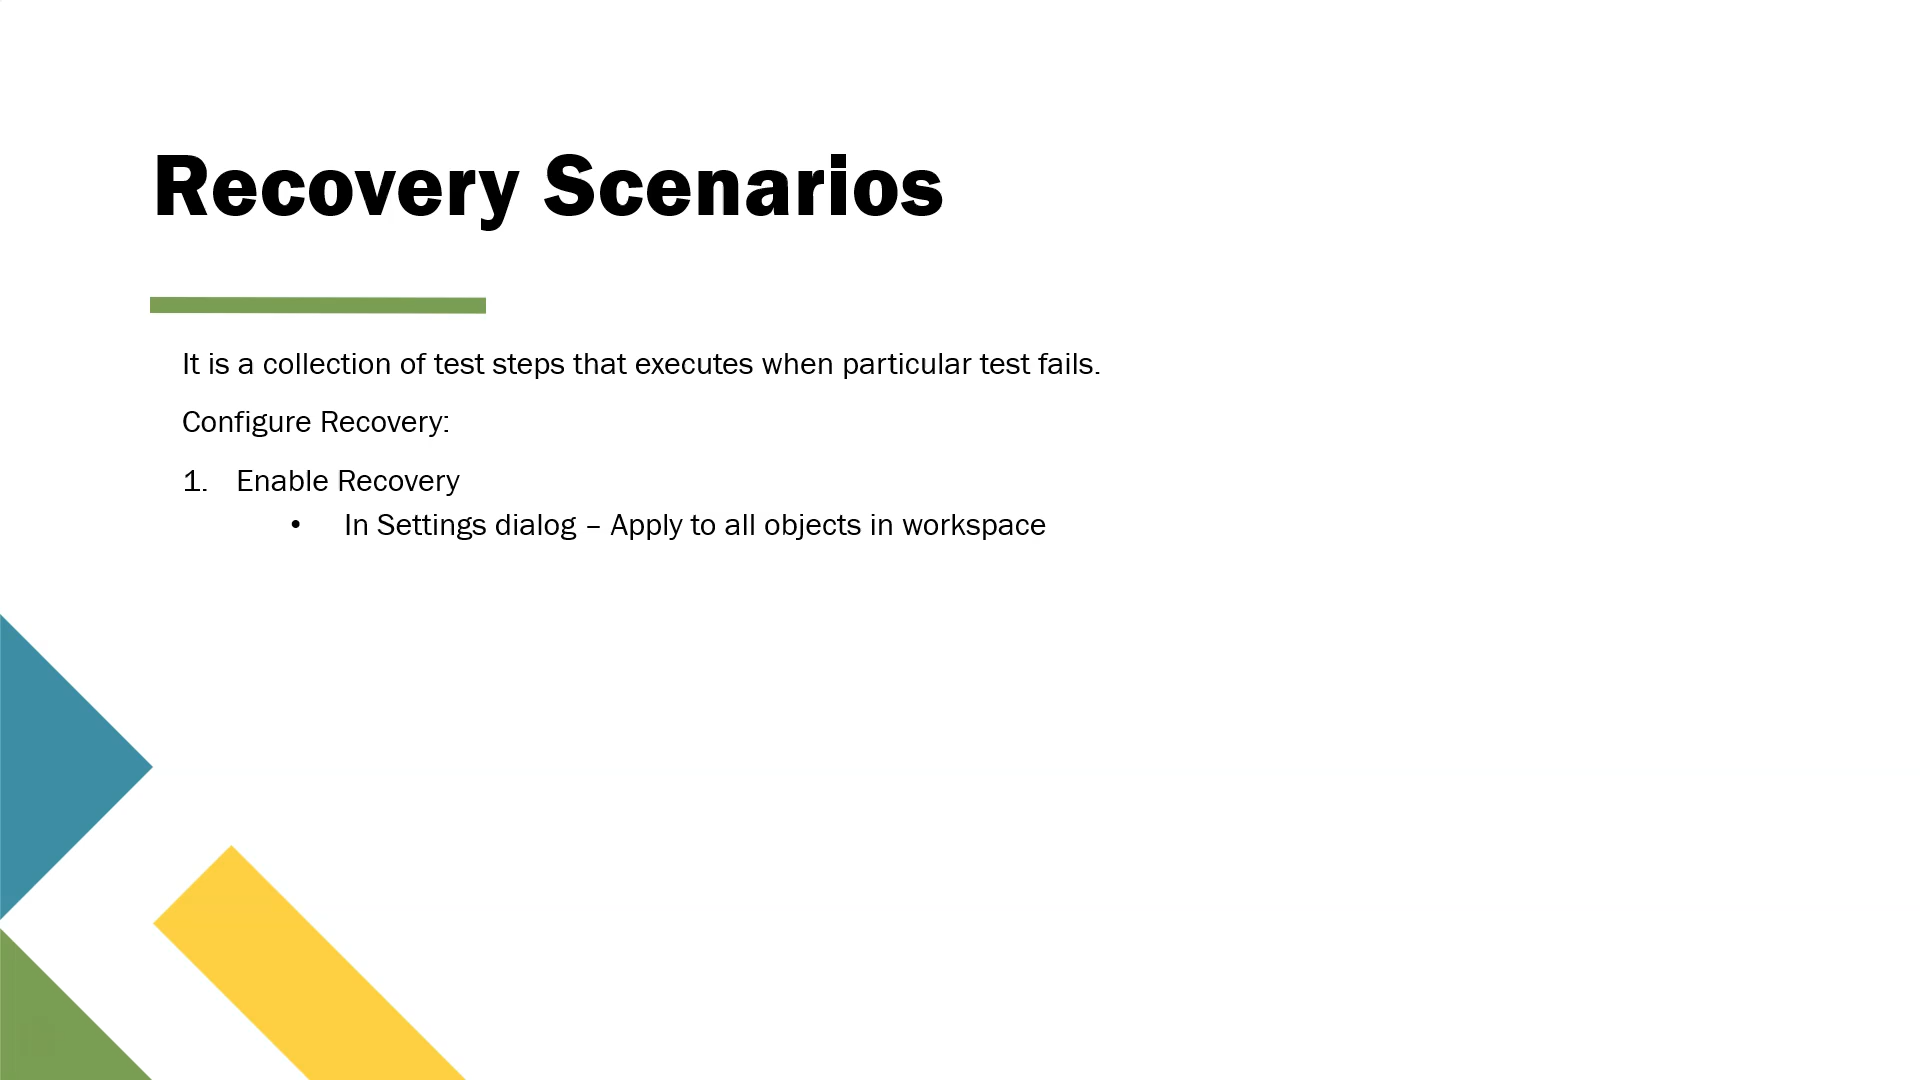 Recovery Scenarios
It is a collection of test steps that executes when particular test fails.
Configure Recovery:
1. Enable Recovery
• In Settings dialog – Apply to all objects in workspace